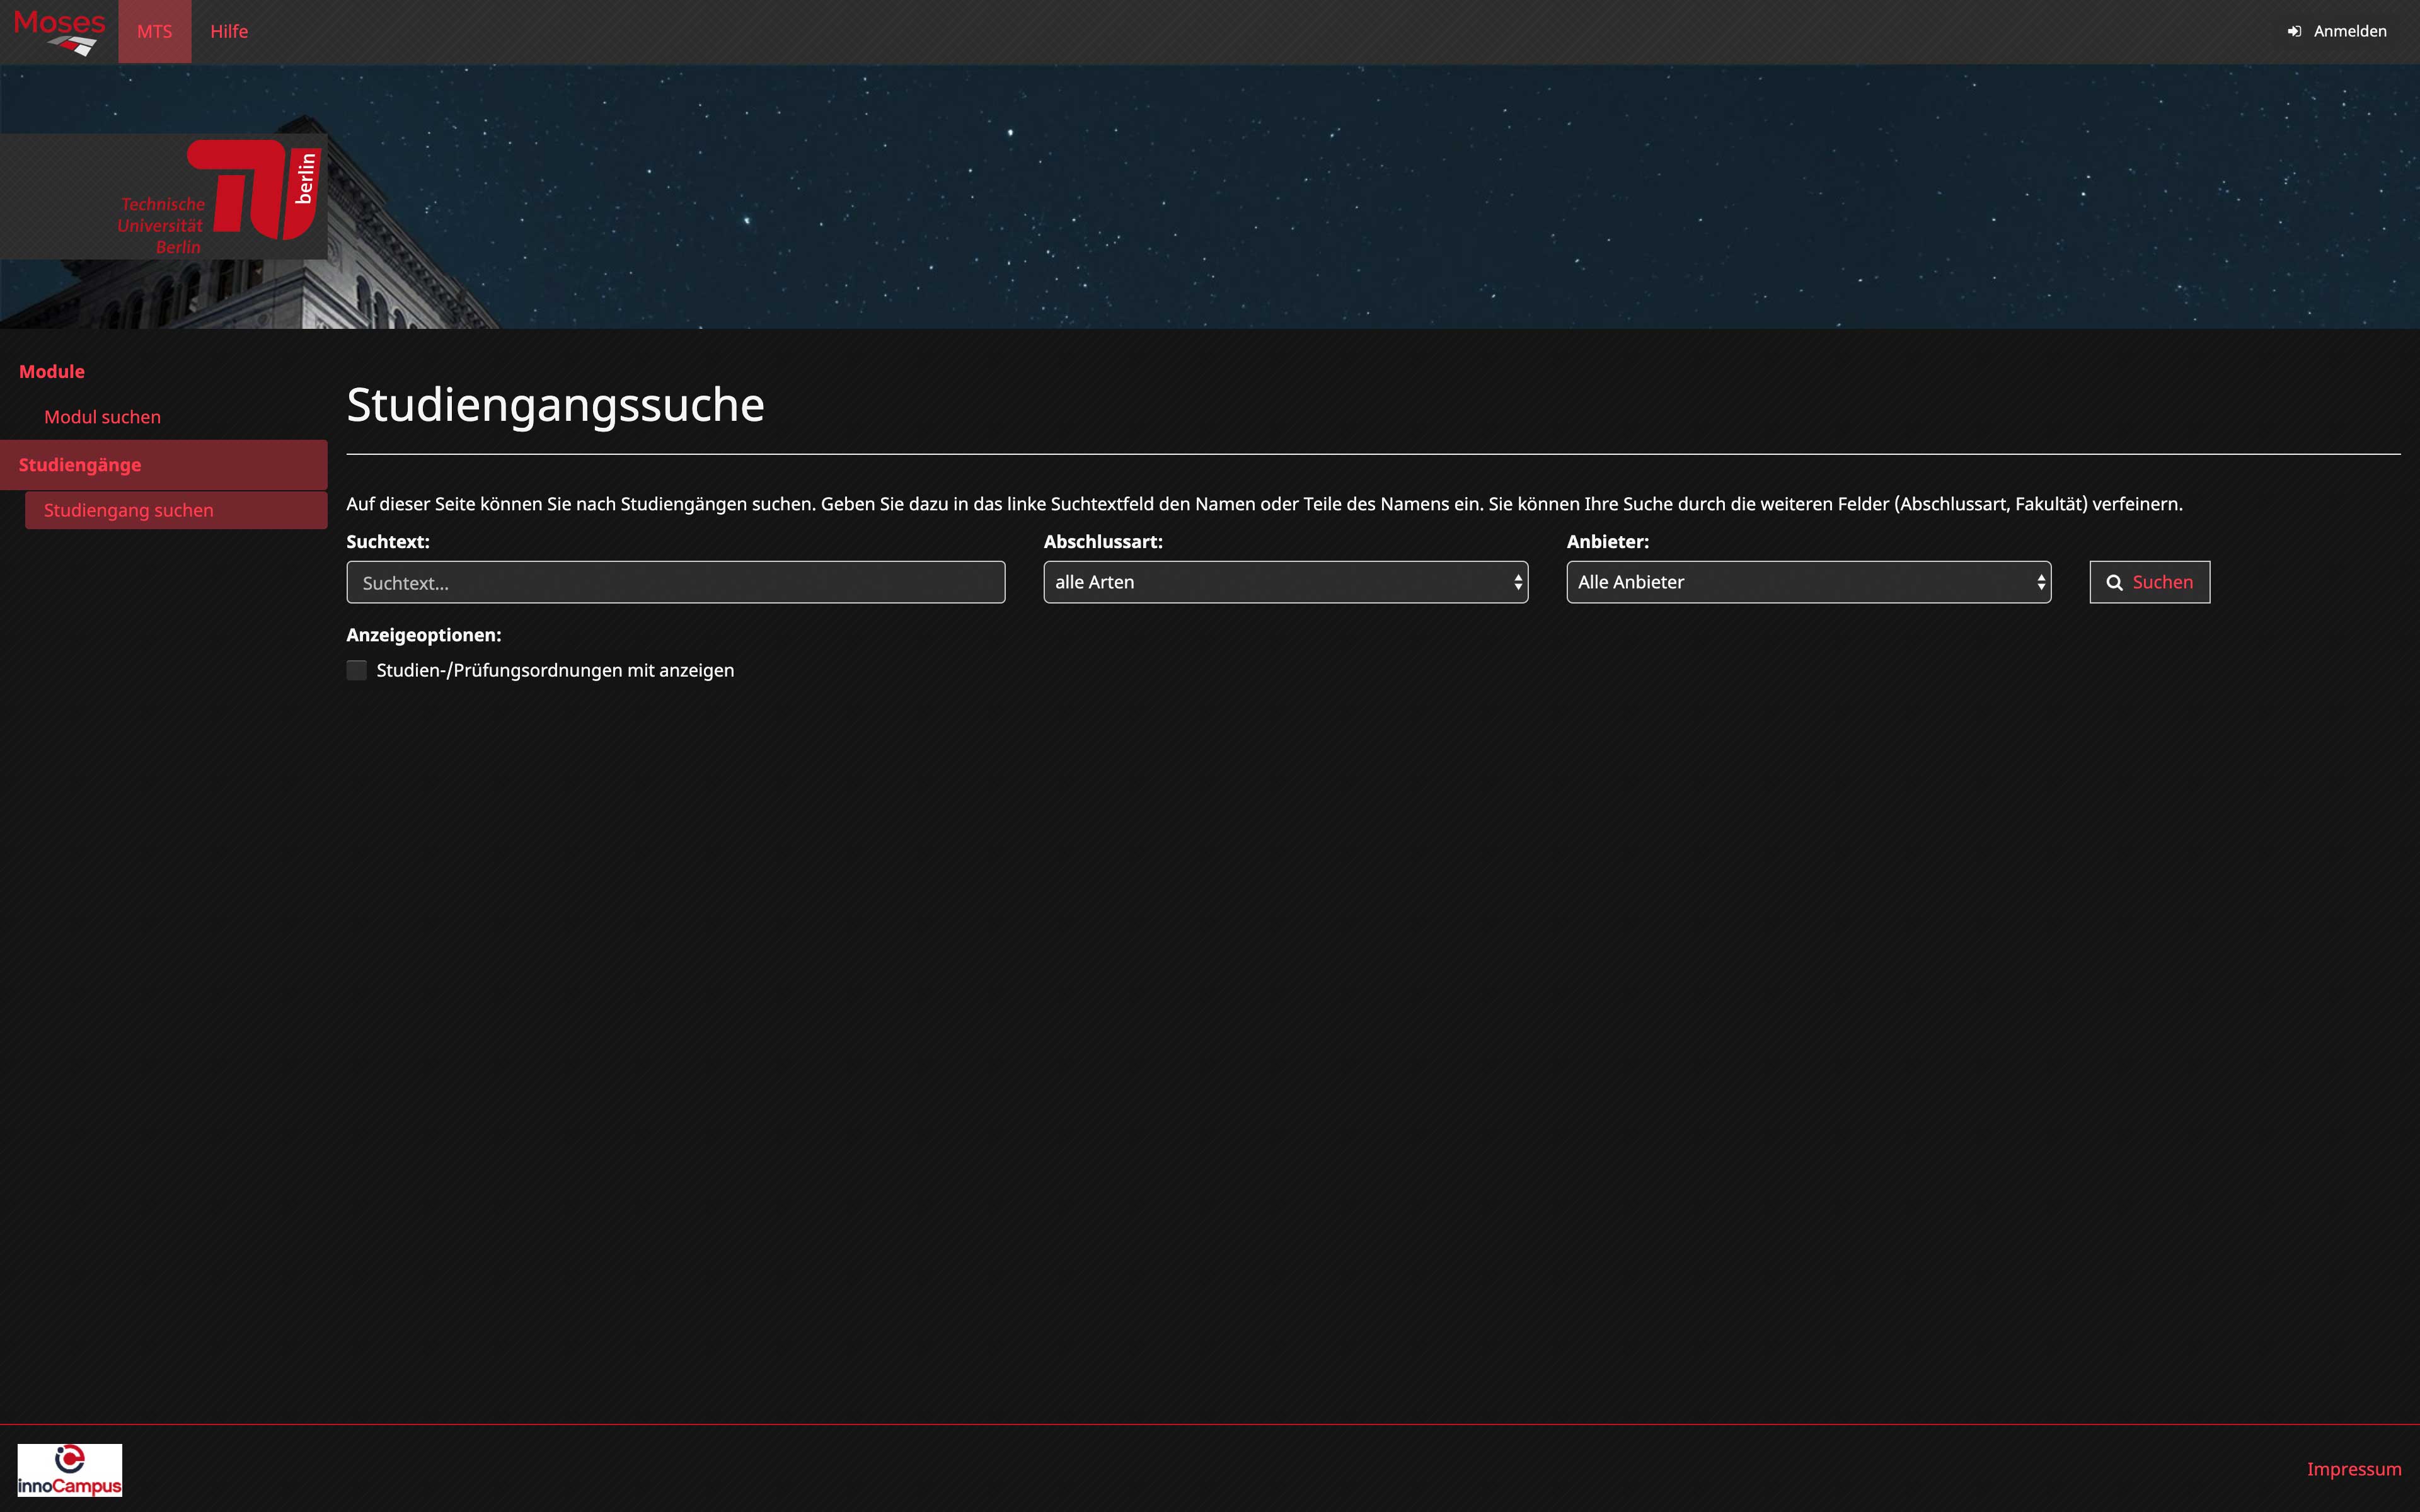 Moses
MTS
Hilfe
Anmelden
Technische
Universität
Berlin
berlin
Module
Modul suchen
Studiengänge
Studiengang suchen
Studiengangssuche
Auf dieser Seite können Sie nach Studiengängen suchen. Geben Sie dazu in das linke Suchtextfeld den Namen oder Teile des Namens ein. Sie können Ihre Suche durch die weiteren Felder (Abschlussart, Fakultät) verfeinern.
Suchtext:
Abschlussart:
Anbieter:
Suchtext...
alle Arten
Alle Anbieter
Suchen
Anzeigeoptionen:
Studien-/Prüfungsordnungen mit anzeigen
innoCampus
Impressum